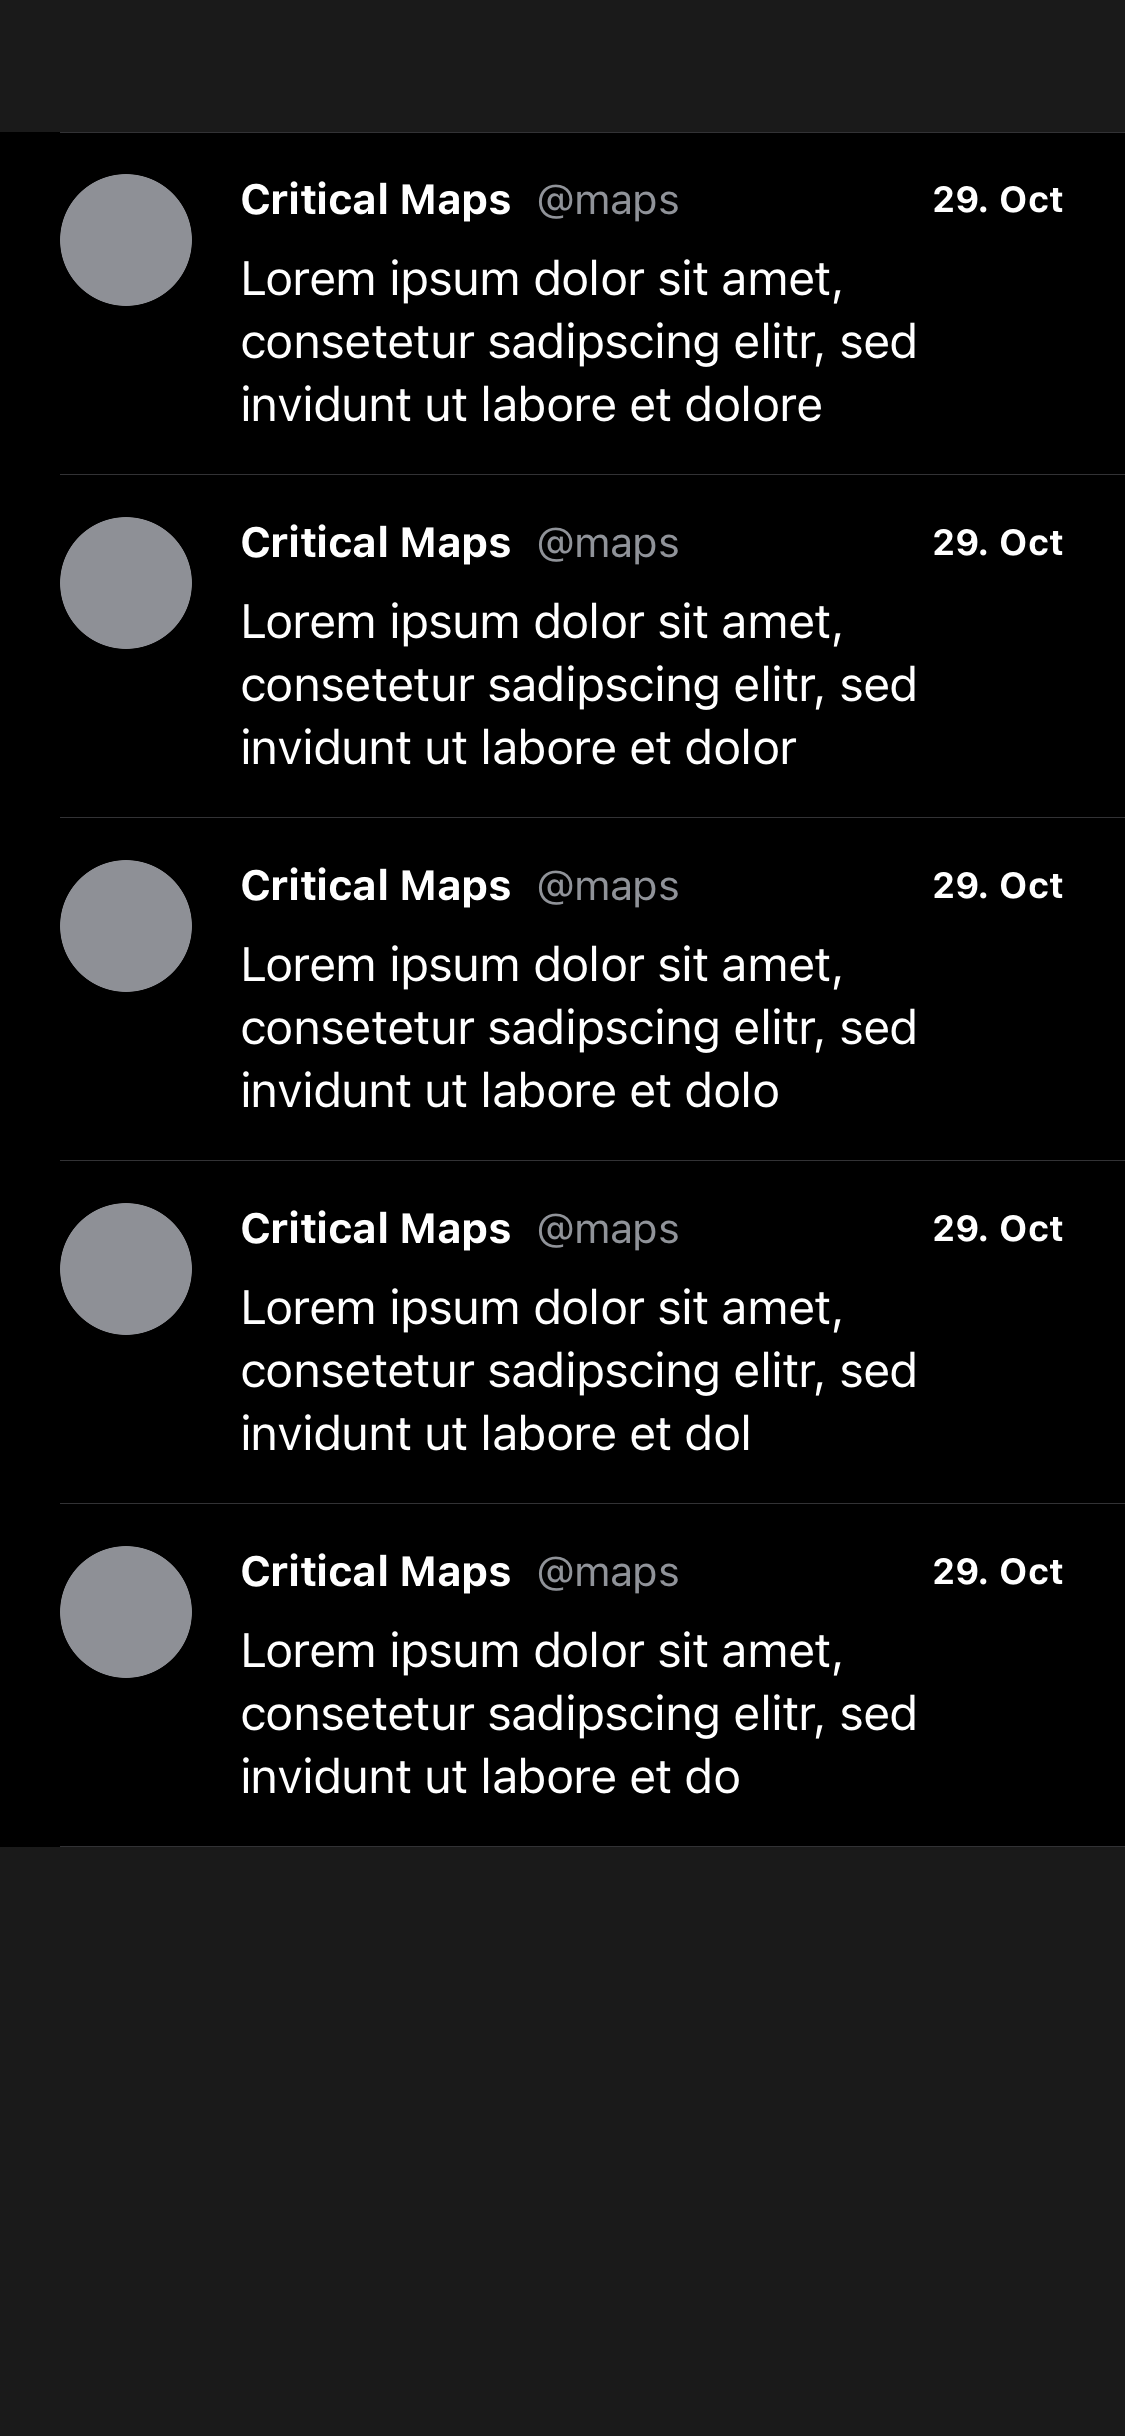 Critical Maps @maps 29. Oct
Lorem ipsum dolor sit amet,
consetetur sadipscing elitr, sed
invidunt ut labore et dolore
Critical Maps @maps 29. Oct
Lorem ipsum dolor sit amet,
consetetur sadipscing elitr, sed
invidunt ut labore et dolor
Critical Maps @maps 29. Oct
Lorem ipsum dolor sit amet,
consetetur sadipscing elitr, sed
invidunt ut labore et dolo
Critical Maps @maps 29. Oct
Lorem ipsum dolor sit amet,
consetetur sadipscing elitr, sed
invidunt ut labore et dol
Critical Maps @maps 29. Oct
Lorem ipsum dolor sit amet,
consetetur sadipscing elitr, sed
invidunt ut labore et do